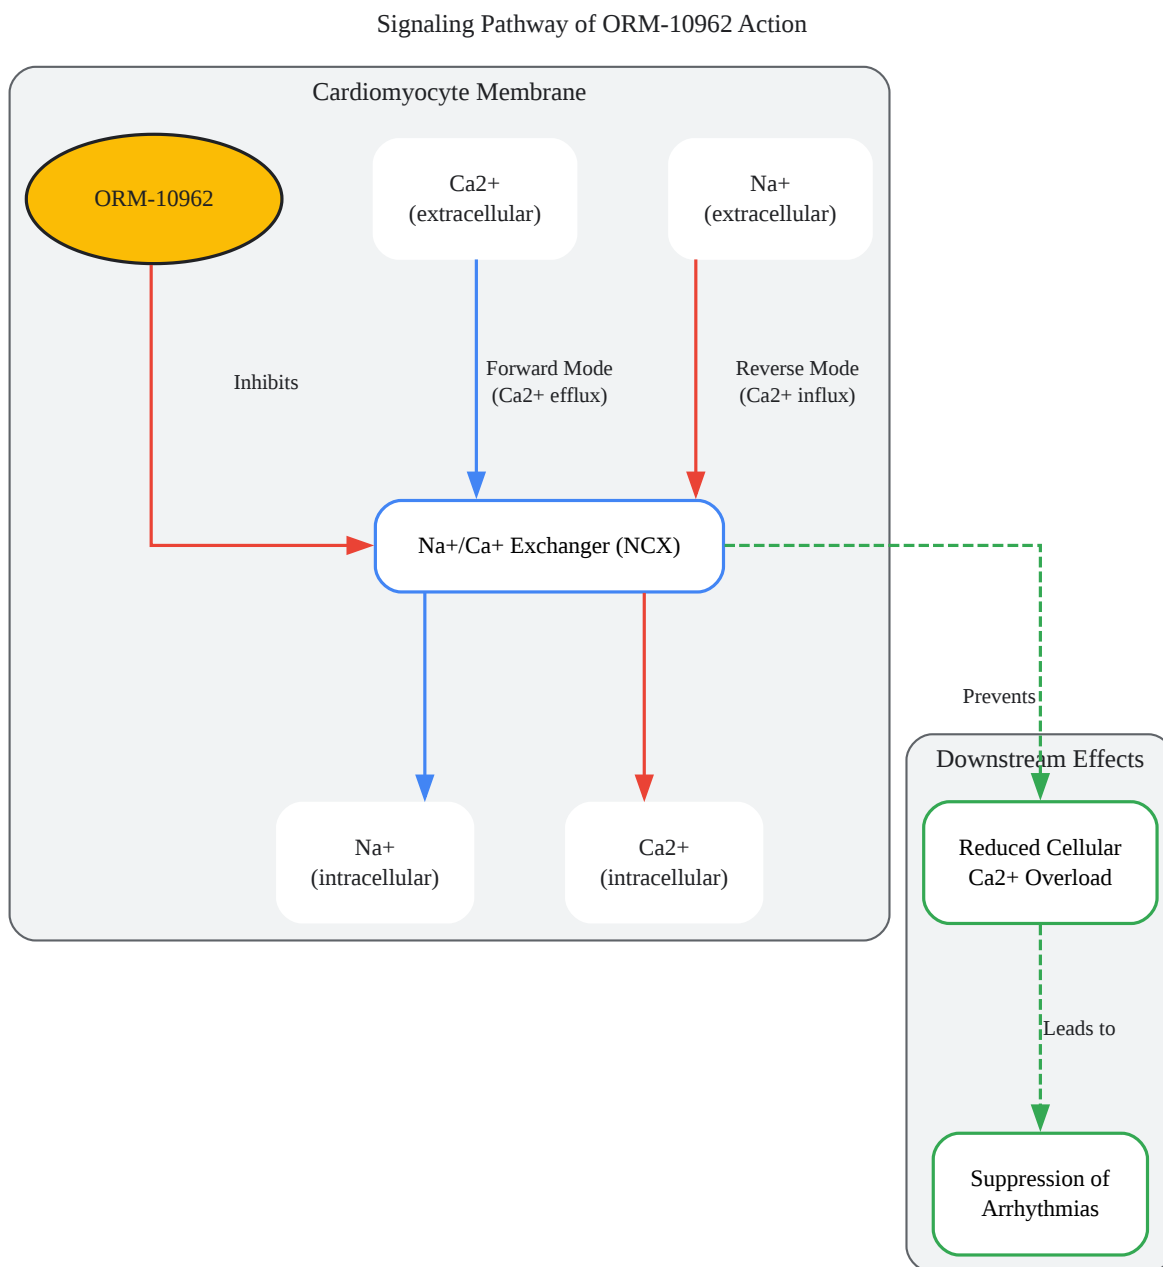 Signaling Pathway of ORM-10962 Action
Cardiomyocyte Membrane
ORM-10962
Ca2+
(extracellular)
Na+
(extracellular)
Inhibits
Forward Mode
(Ca2+ efflux)
Reverse Mode
(Ca2+ influx)
Na+/Ca+ Exchanger (NCX)
Prevents
Na+
(intracellular)
Ca2+
(intracellular)
Downstream Effects
Reduced Cellular
Ca2+ Overload
Leads to
Suppression of
Arrhythmias